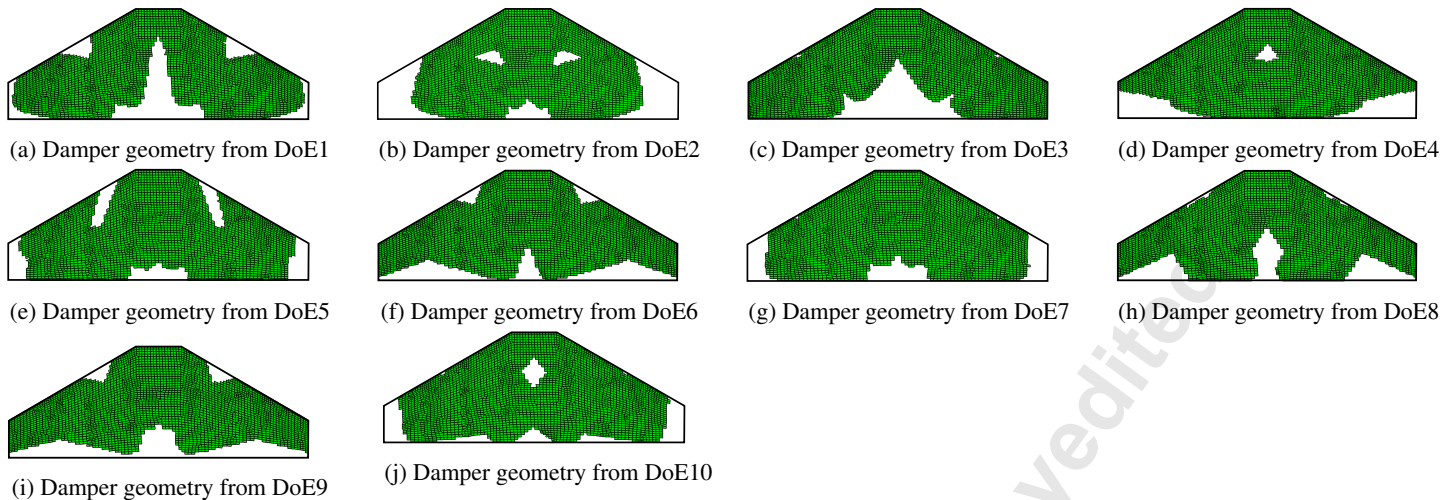 (a) Damper geometry from DoE1
(b) Damper geometry from DoE2
(c) Damper geometry from DoE3
(d) Damper geometry from DoE4
(e) Damper geometry from DoE5
(f) Damper geometry from DoE6
(g) Damper geometry from DoE7
(h) Damper geometry from DoE8
(i) Damper geometry from DoE9
(j) Damper geometry from DoE10